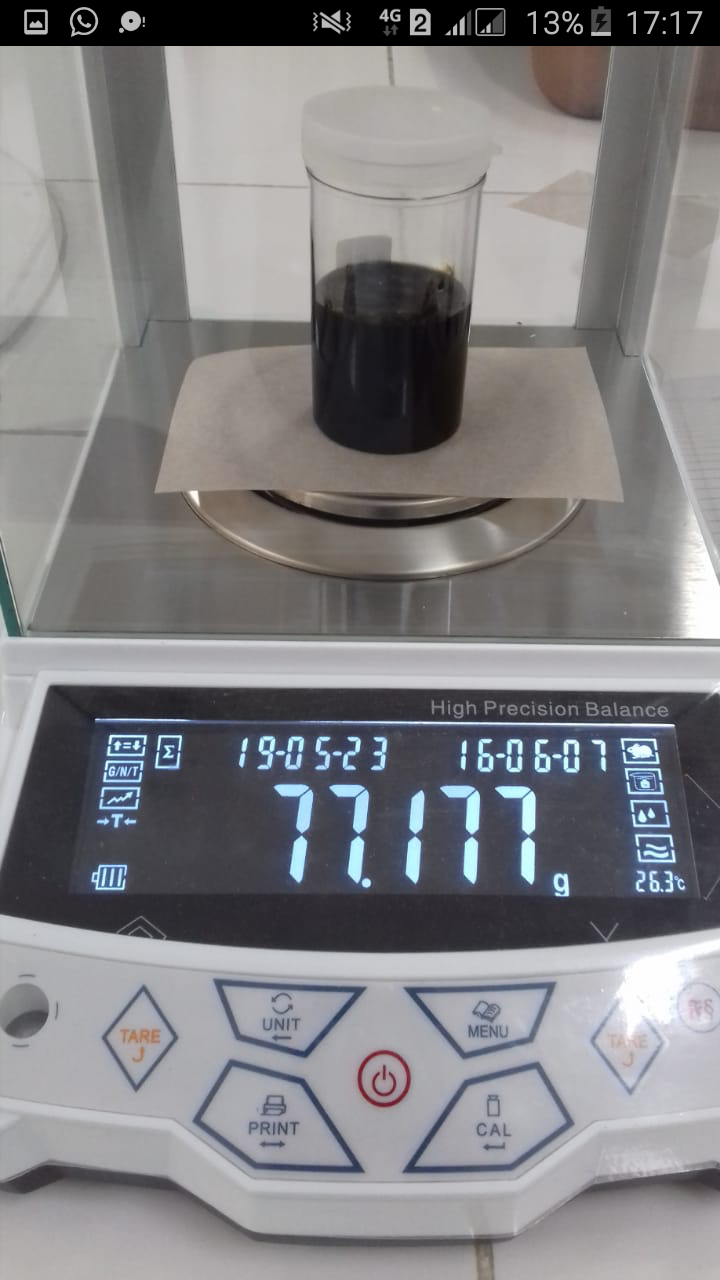 4G 2 13% 17:17
High Precision Balance
Σ 19-05-23 16-06-07
G/N/T
77.177 g
→T←
26.3℃
TARE UNIT MENU TARE
PRINT CAL